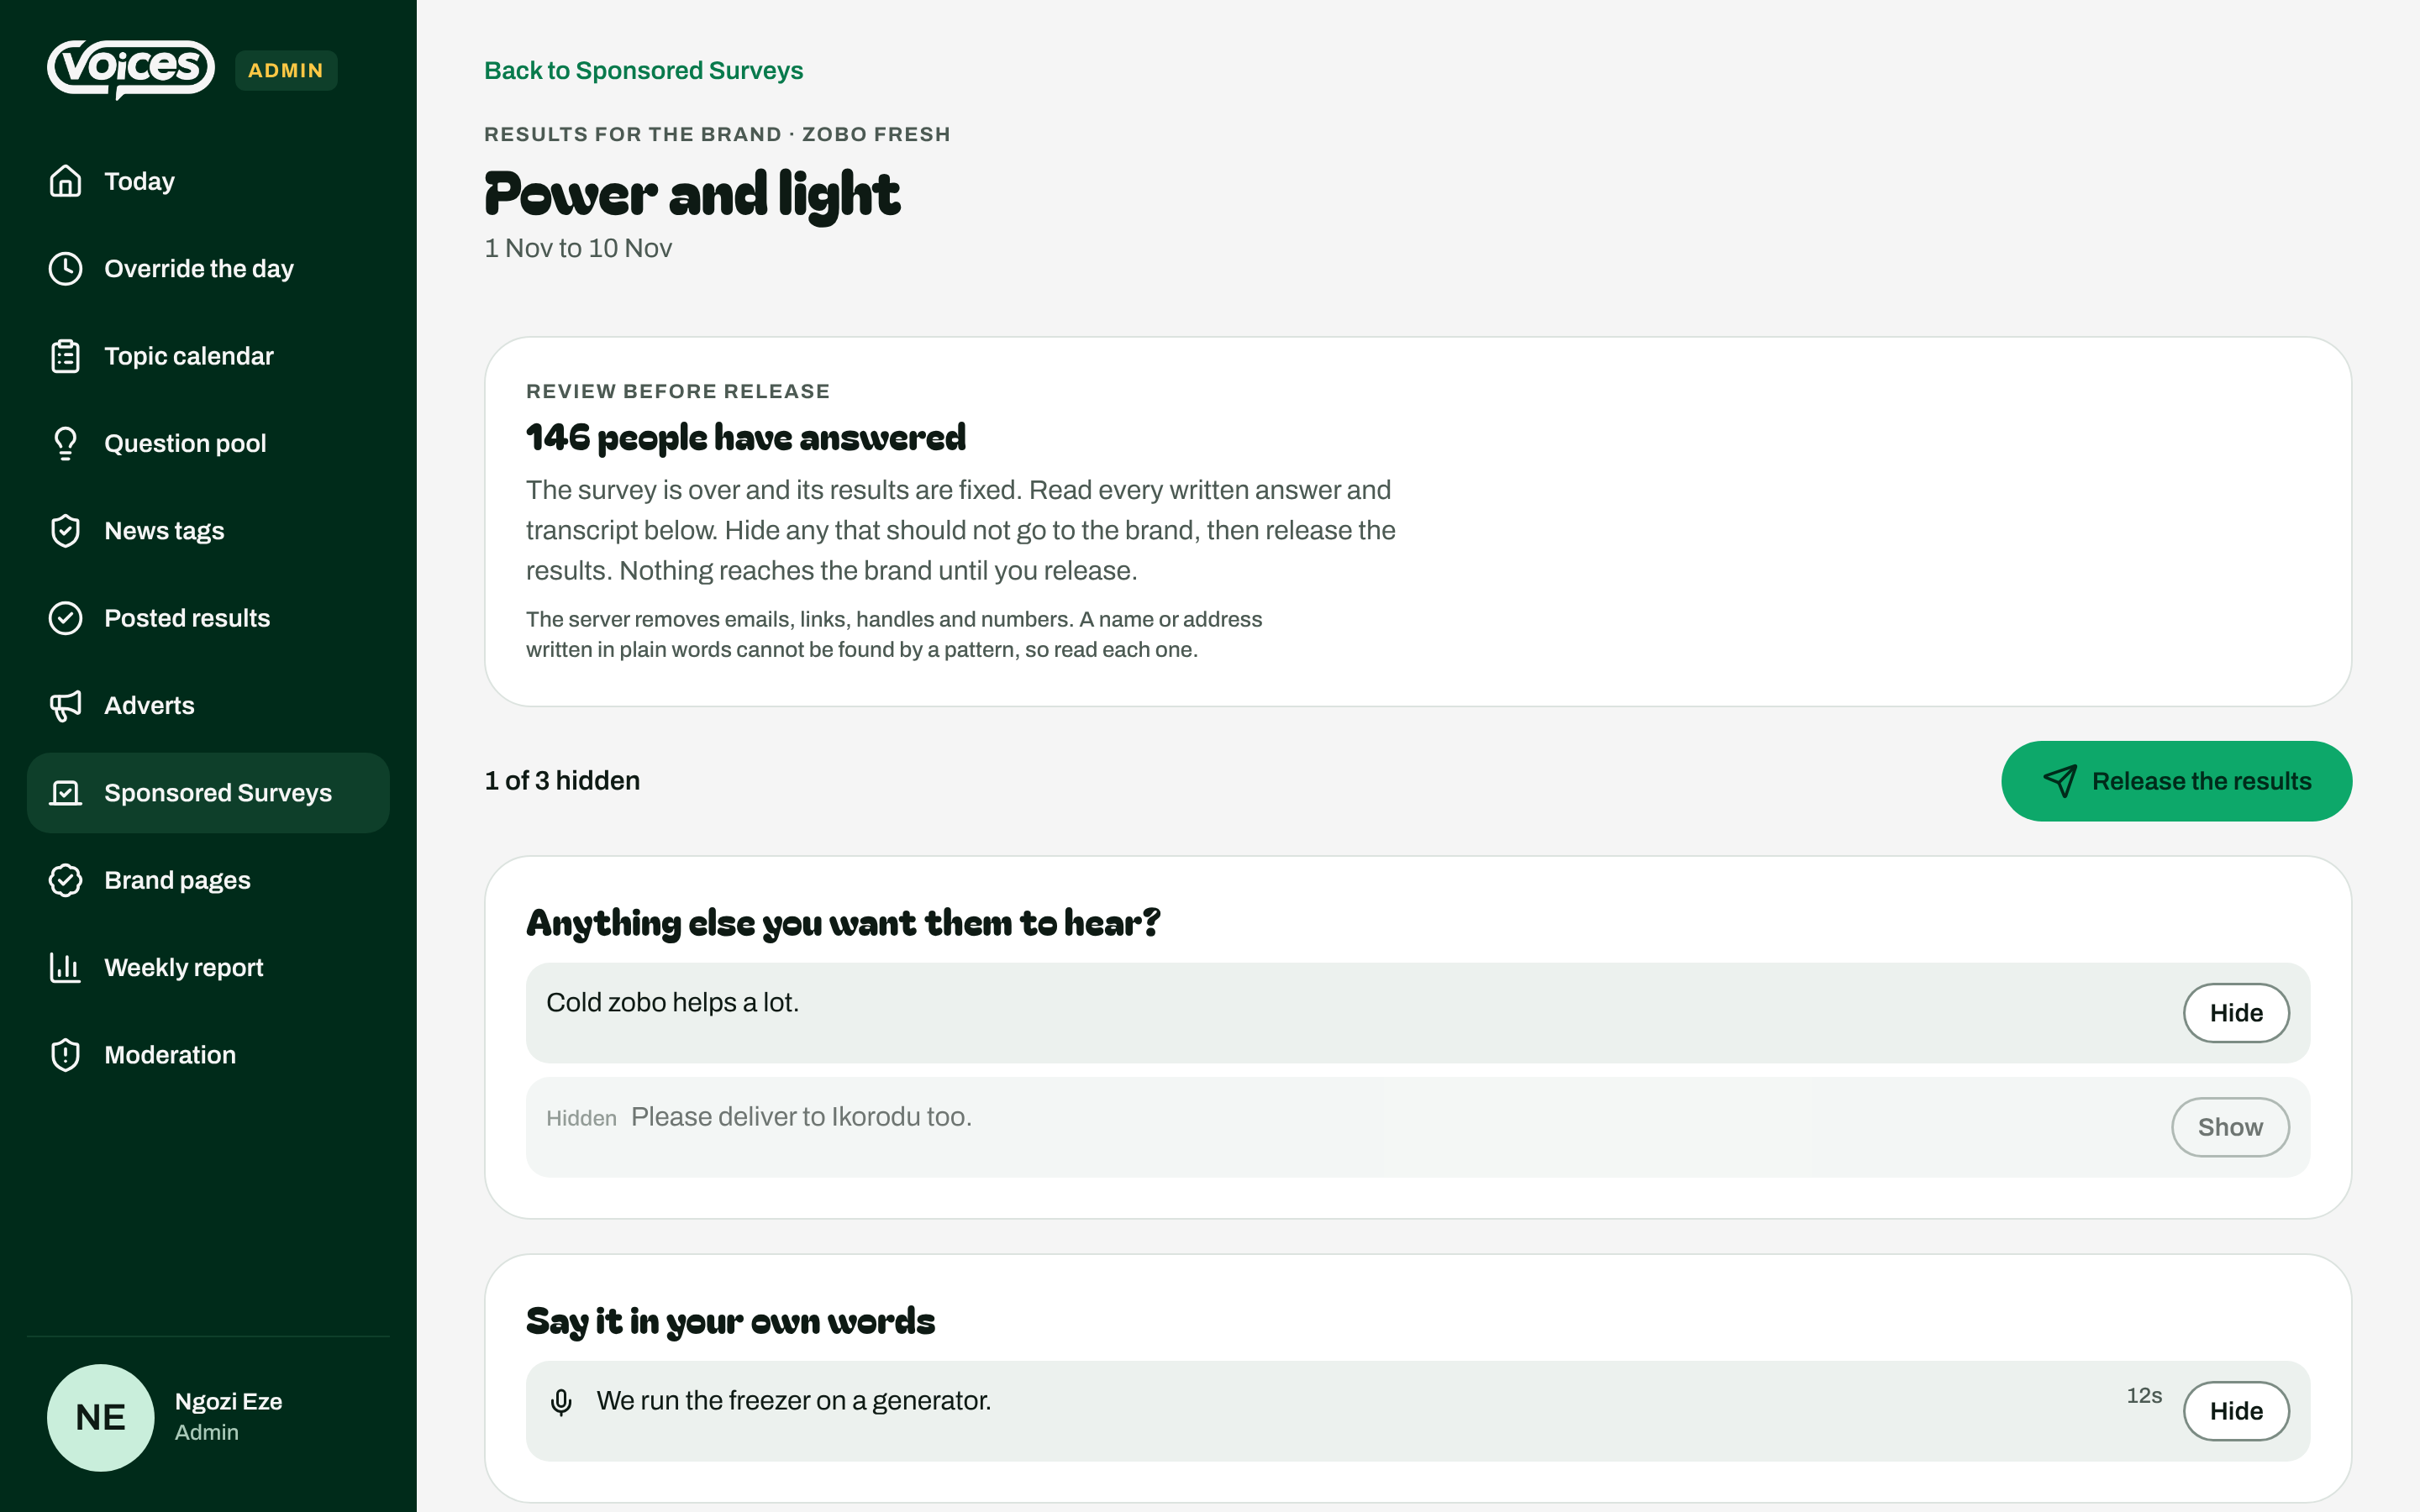 Voices
ADMIN
Today
Override the day
Topic calendar
Question pool
News tags
Posted results
Adverts
Sponsored Surveys
Brand pages
Weekly report
Moderation
NE
Ngozi Eze
Admin
Back to Sponsored Surveys
RESULTS FOR THE BRAND · ZOBO FRESH
Power and light
1 Nov to 10 Nov
REVIEW BEFORE RELEASE
146 people have answered
The survey is over and its results are fixed. Read every written answer and
transcript below. Hide any that should not go to the brand, then release the
results. Nothing reaches the brand until you release.
The server removes emails, links, handles and numbers. A name or address
written in plain words cannot be found by a pattern, so read each one.
1 of 3 hidden
Release the results
Anything else you want them to hear?
Cold zobo helps a lot.
Hide
Hidden Please deliver to Ikorodu too.
Show
Say it in your own words
We run the freezer on a generator.
12s
Hide